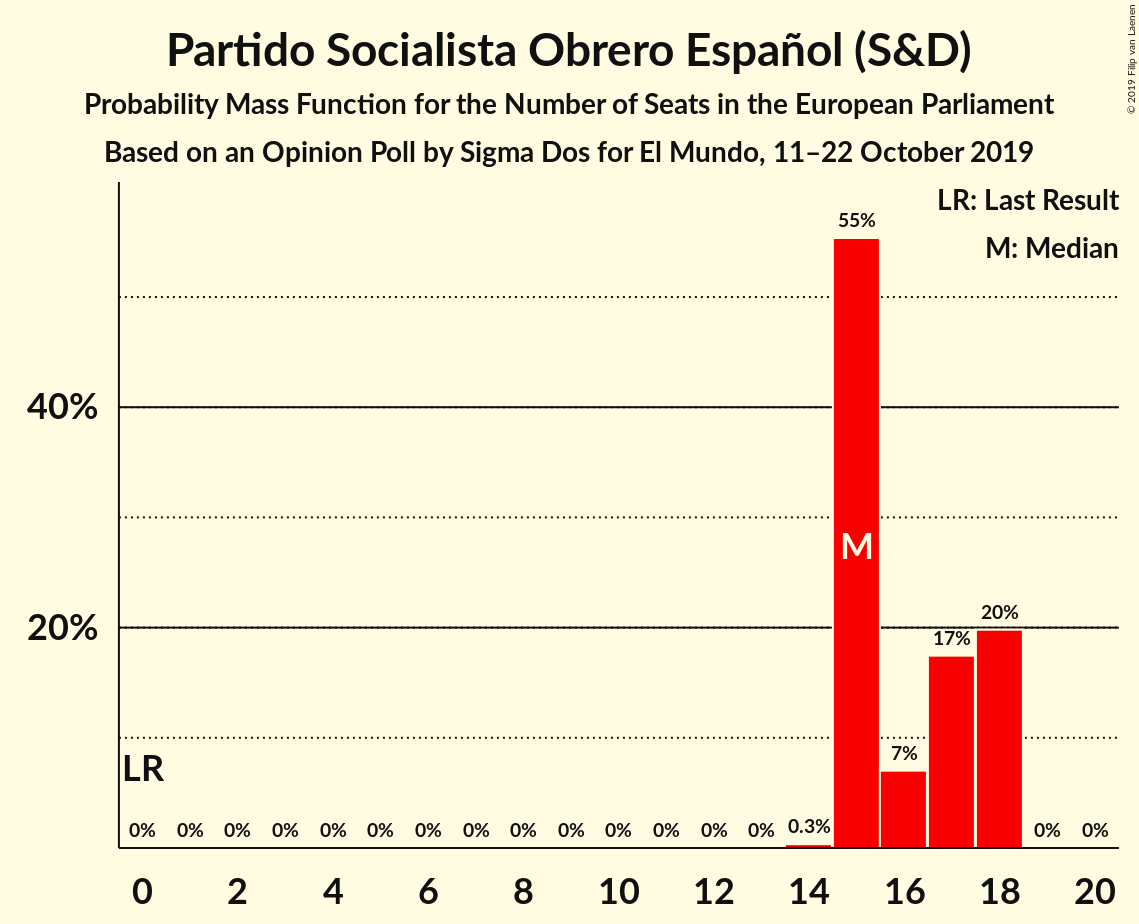 Partido Socialista Obrero Español (S&D)
Probability Mass Function for the Number of Seats in the European Parliament
Based on an Opinion Poll by Sigma Dos for El Mundo, 11–22 October 2019
© 2019 Filip van Laenen
LR: Last Result
M: Median
55%
40%
M
20%
20%
17%
7%
LR
0% 0% 0% 0% 0% 0% 0% 0% 0% 0% 0% 0% 0% 0% 0.3% 0% 0%
0 2 4 6 8 10 12 14 16 18 20